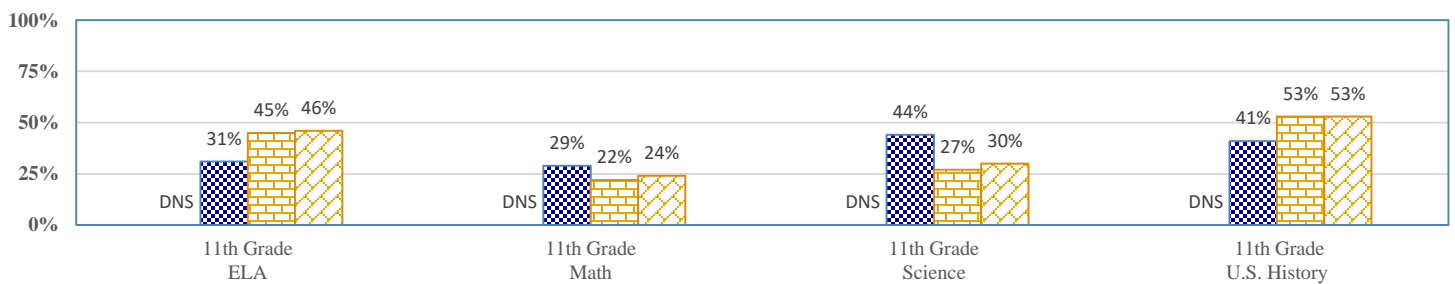 100%
75%
50%
25%
0%
DNS 31% 45% 46%
DNS 29% 22% 24%
DNS 44% 27% 30%
DNS 41% 53% 53%
11th Grade
ELA
11th Grade
Math
11th Grade
Science
11th Grade
U.S. History